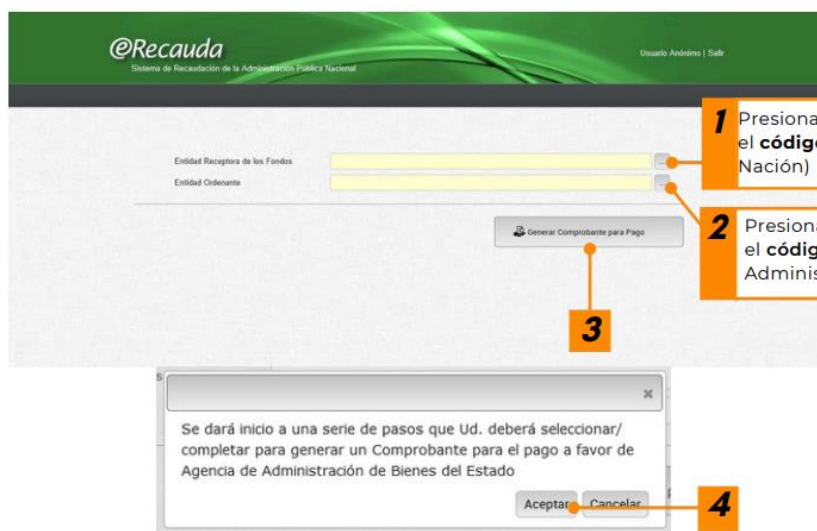 @Recauda
Sistema de Recaudación de la Administración Pública Nacional
Usuario Anónimo | Salir
1
Presiona
el códig
Nación)
Entidad Receptora de los Fondos
...
Entidad Ordenante
...
2
Presiona
el códig
Adminis
Generar Comprobante para Pago
3
S
×
Se dará inicio a una serie de pasos que Ud. deberá seleccionar/
completar para generar un Comprobante para el pago a favor de
Agencia de Administración de Bienes del Estado
Aceptar Cancelar
4